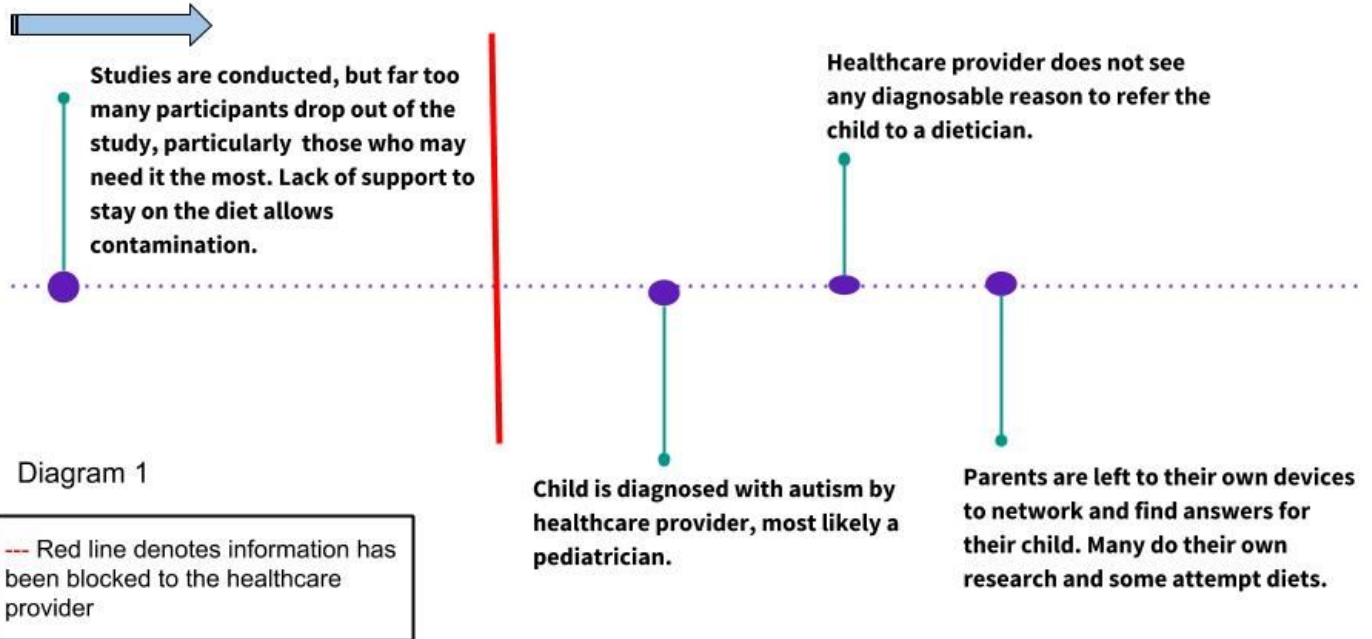 Studies are conducted, but far too
many participants drop out of the
study, particularly those who may
need it the most. Lack of support to
stay on the diet allows
contamination.
Healthcare provider does not see
any diagnosable reason to refer the
child to a dietician.
Child is diagnosed with autism by
healthcare provider, most likely a
pediatrician.
Parents are left to their own devices
to network and find answers for
their child. Many do their own
research and some attempt diets.
Diagram 1
--- Red line denotes information has
been blocked to the healthcare
provider